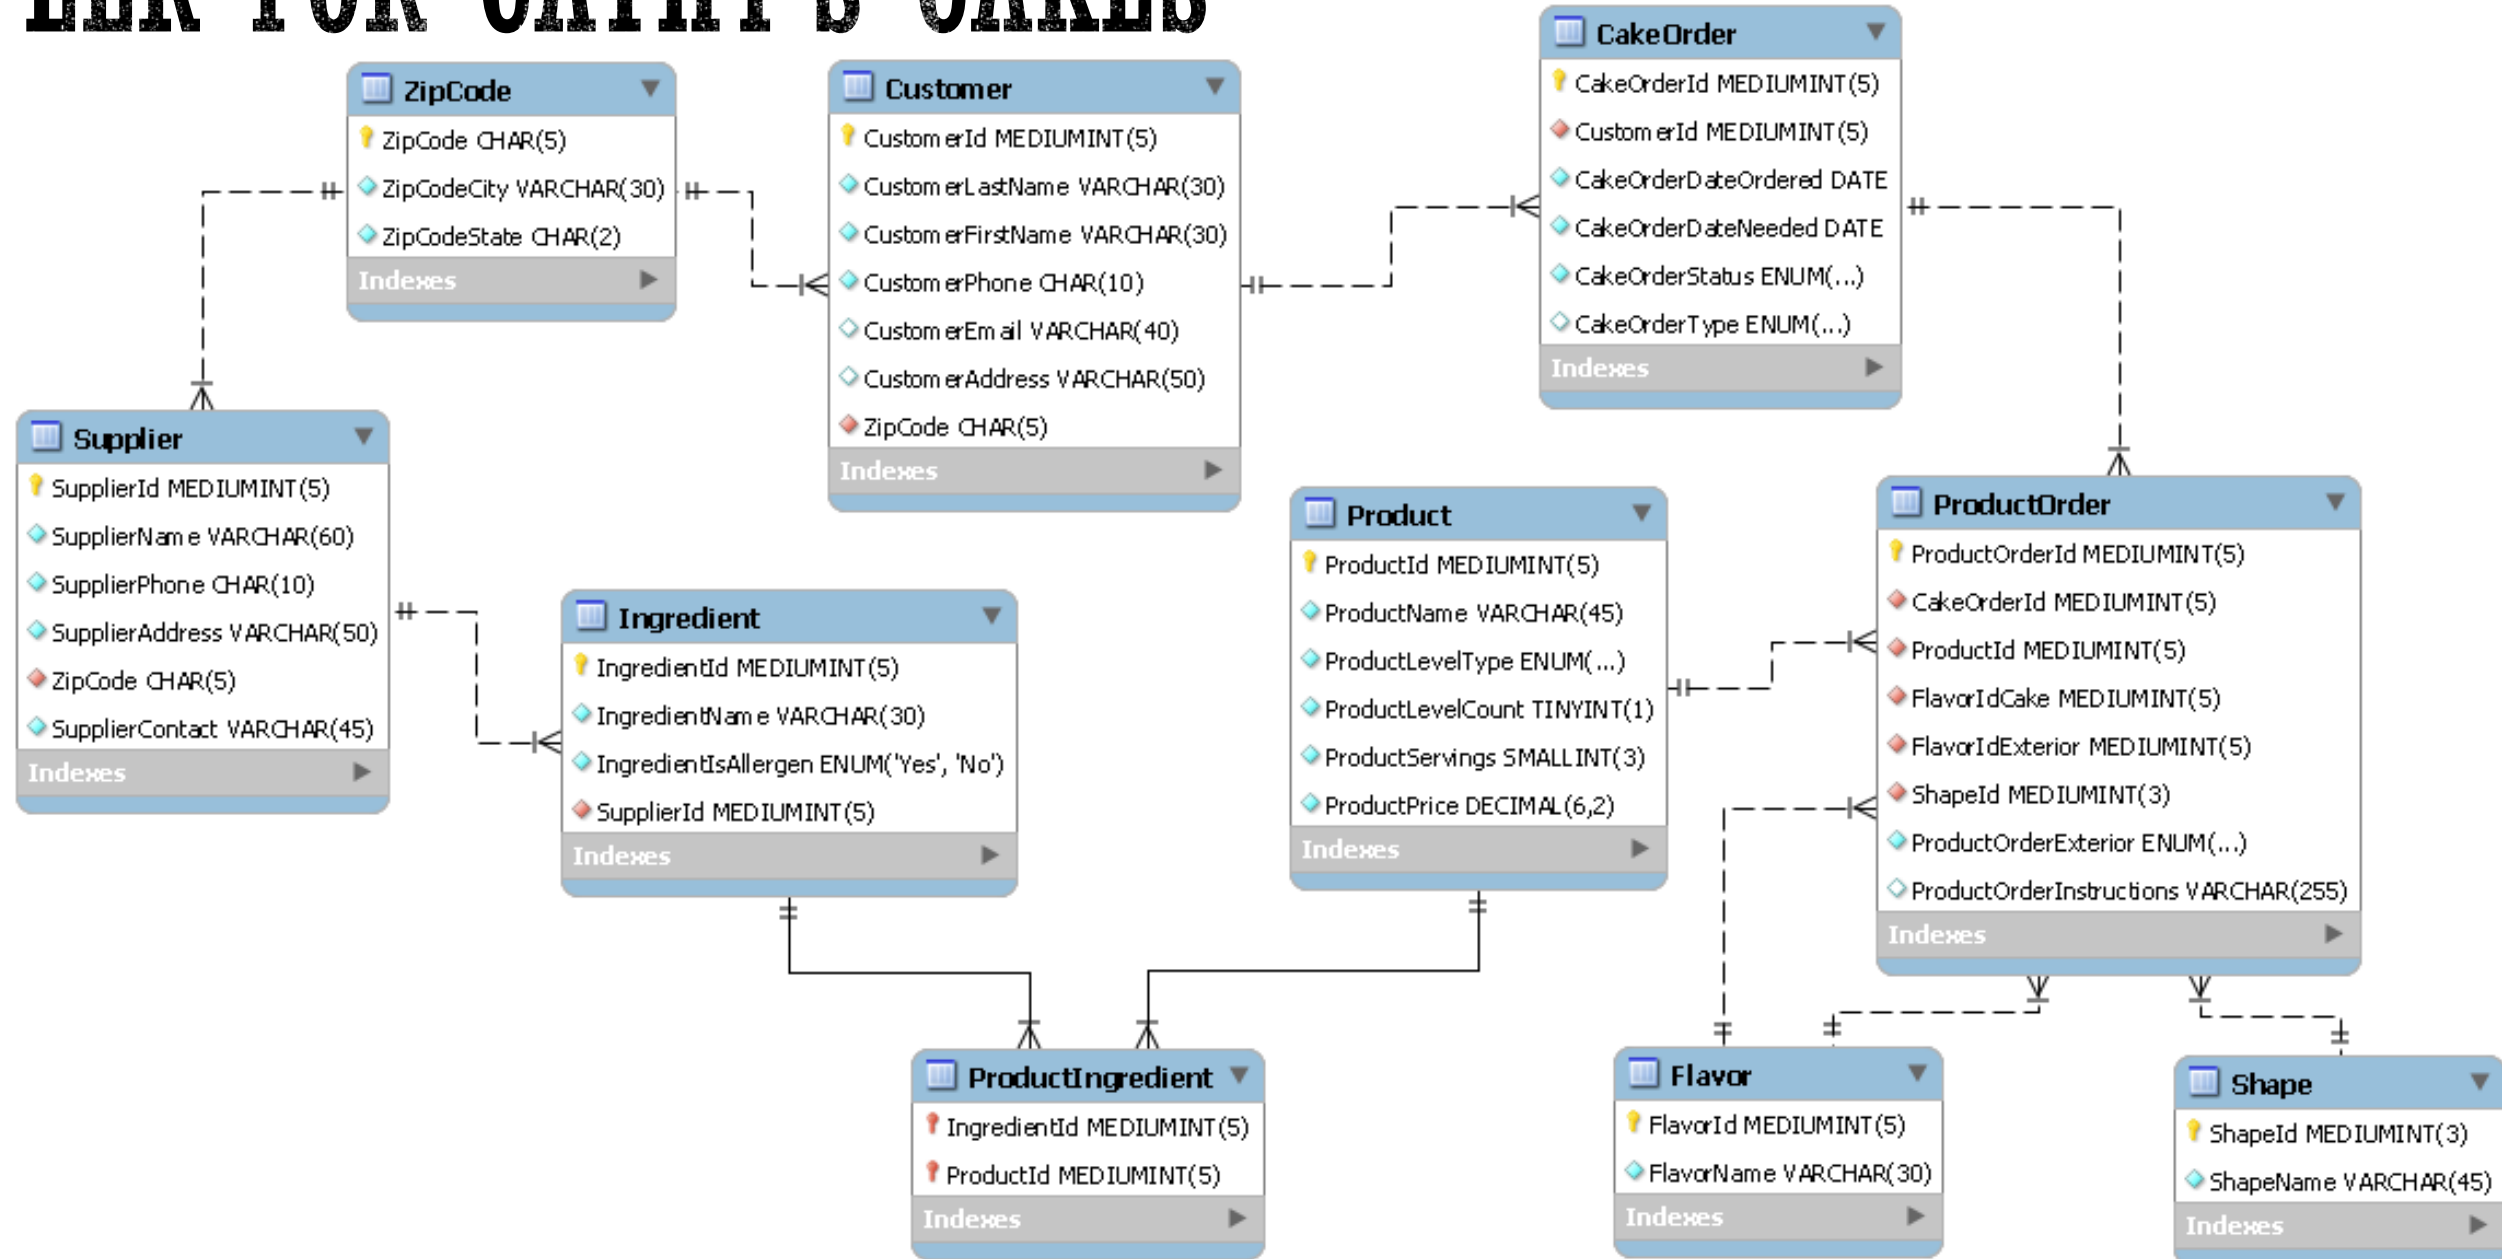 EER FOR CATHY'S CAKES
ZipCode
ZipCode CHAR(5)
ZipCodeCity VARCHAR(30)
ZipCodeState CHAR(2)
Indexes
Customer
CustomerId MEDIUMINT(5)
CustomerLastName VARCHAR(30)
CustomerFirstName VARCHAR(30)
CustomerPhone CHAR(10)
CustomerEmail VARCHAR(40)
CustomerAddress VARCHAR(50)
ZipCode CHAR(5)
Indexes
CakeOrder
CakeOrderId MEDIUMINT(5)
CustomerId MEDIUMINT(5)
CakeOrderDateOrdered DATE
CakeOrderDateNeeded DATE
CakeOrderStatus ENUM(...)
CakeOrderType ENUM(...)
Indexes
Supplier
SupplierId MEDIUMINT(5)
SupplierName VARCHAR(60)
SupplierPhone CHAR(10)
SupplierAddress VARCHAR(50)
ZipCode CHAR(5)
SupplierContact VARCHAR(45)
Indexes
Ingredient
IngredientId MEDIUMINT(5)
IngredientName VARCHAR(30)
IngredientIsAllergen ENUM('Yes', 'No')
SupplierId MEDIUMINT(5)
Indexes
Product
ProductId MEDIUMINT(5)
ProductName VARCHAR(45)
ProductLevelType ENUM(...)
ProductLevelCount TINYINT(1)
ProductServings SMALLINT(3)
ProductPrice DECIMAL(6,2)
Indexes
ProductOrder
ProductOrderId MEDIUMINT(5)
CakeOrderId MEDIUMINT(5)
ProductId MEDIUMINT(5)
FlavorIdCake MEDIUMINT(5)
FlavorIdExterior MEDIUMINT(5)
ShapeId MEDIUMINT(3)
ProductOrderExterior ENUM(...)
ProductOrderInstructions VARCHAR(255)
Indexes
ProductIngredient
IngredientId MEDIUMINT(5)
ProductId MEDIUMINT(5)
Indexes
Flavor
FlavorId MEDIUMINT(5)
FlavorName VARCHAR(30)
Indexes
Shape
ShapeId MEDIUMINT(3)
ShapeName VARCHAR(45)
Indexes